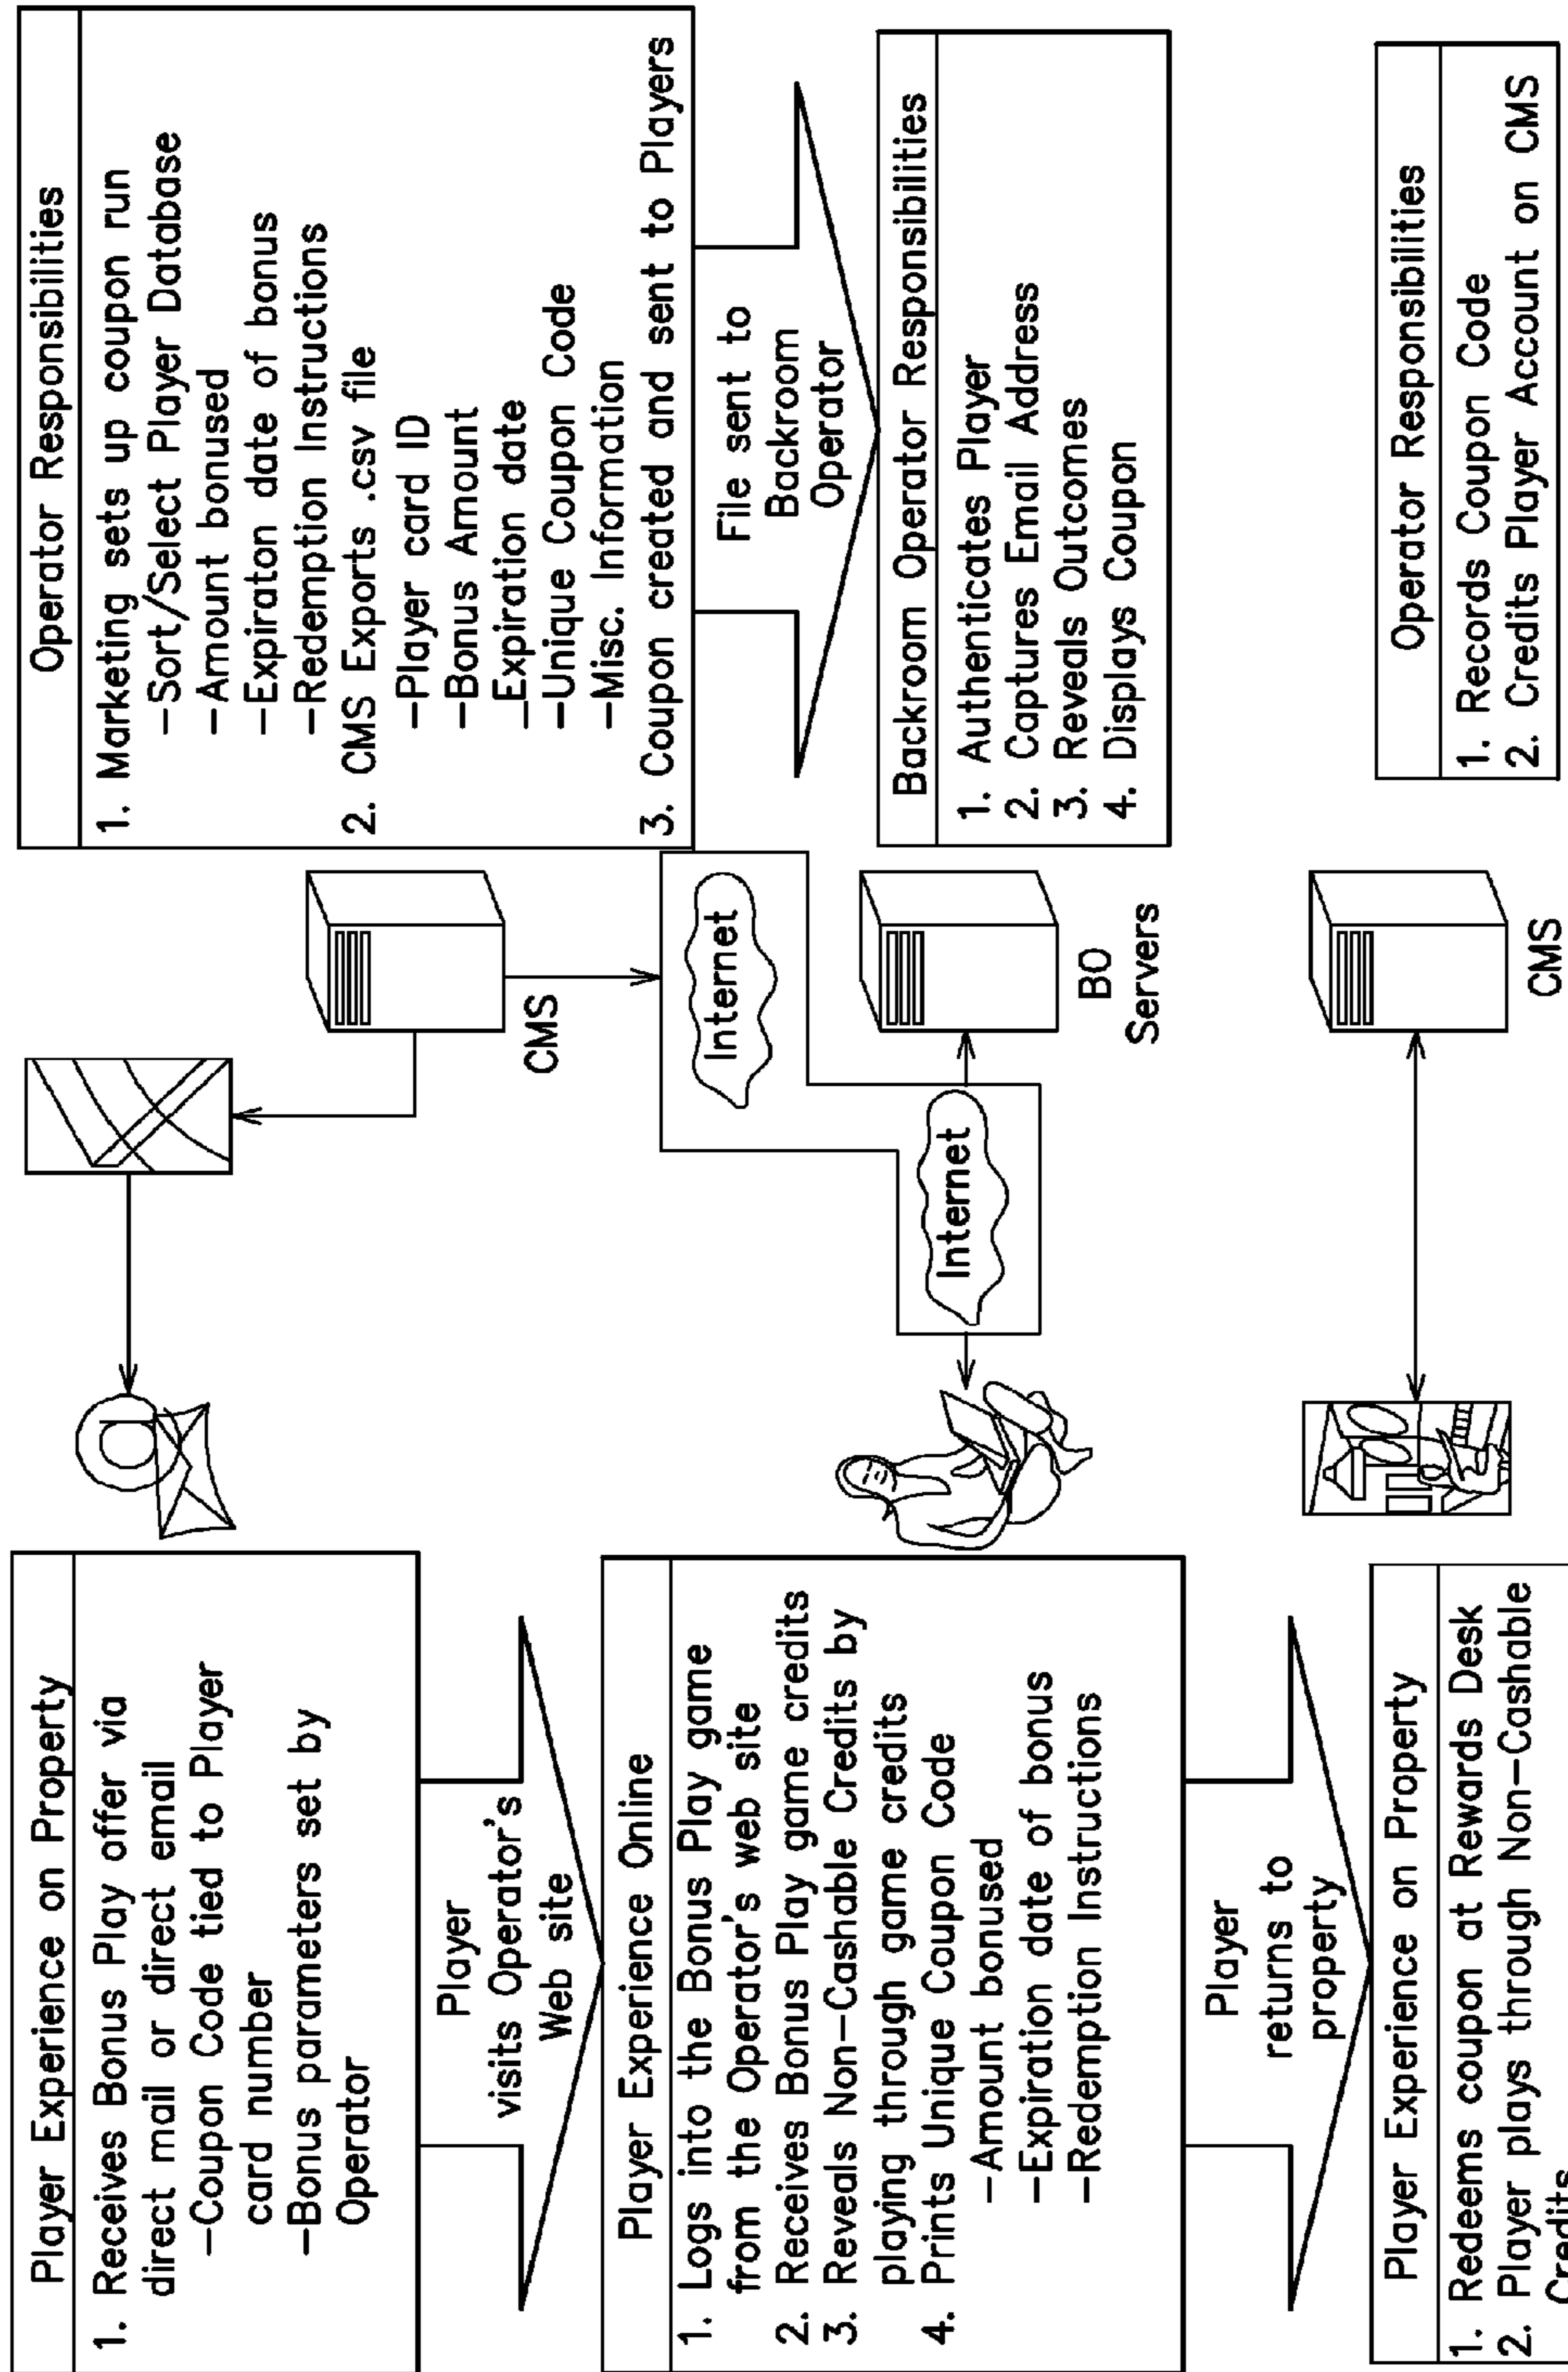 Player Experience on Property
1. Receives Bonus Play offer via
direct mail or direct email
-Coupon Code tied to Player
card number
-Bonus parameters set by
Operator
Player
visits Operator's
Web site
Player Experience Online
1. Logs into the Bonus Play game
from the Operator's web site
2. Receives Bonus Play game credits
3. Reveals Non-Cashable Credits by
playing through game credits
4. Prints Unique Coupon Code
-Amount bonused
-Expiration date of bonus
-Redemption Instructions
Player
returns to
property
Player Experience on Property
1. Redeems coupon at Rewards Desk
2. Player plays through Non-Cashable
Credits
CMS
Internet
Internet
BO
Servers
CMS
Operator Responsibilities
1. Marketing sets up coupon run
-Sort/Select Player Database
-Amount bonused
-Expiraton date of bonus
-Redemption Instructions
2. CMS Exports .csv file
-Player card ID
-Bonus Amount
-Expiration date
-Unique Coupon Code
-Misc. Information
3. Coupon created and sent to Players
File sent to
Backroom
Operator
Backroom Operator Responsibilities
1. Authenticates Player
2. Captures Email Address
3. Reveals Outcomes
4. Displays Coupon
Operator Responsibilities
1. Records Coupon Code
2. Credits Player Account on CMS